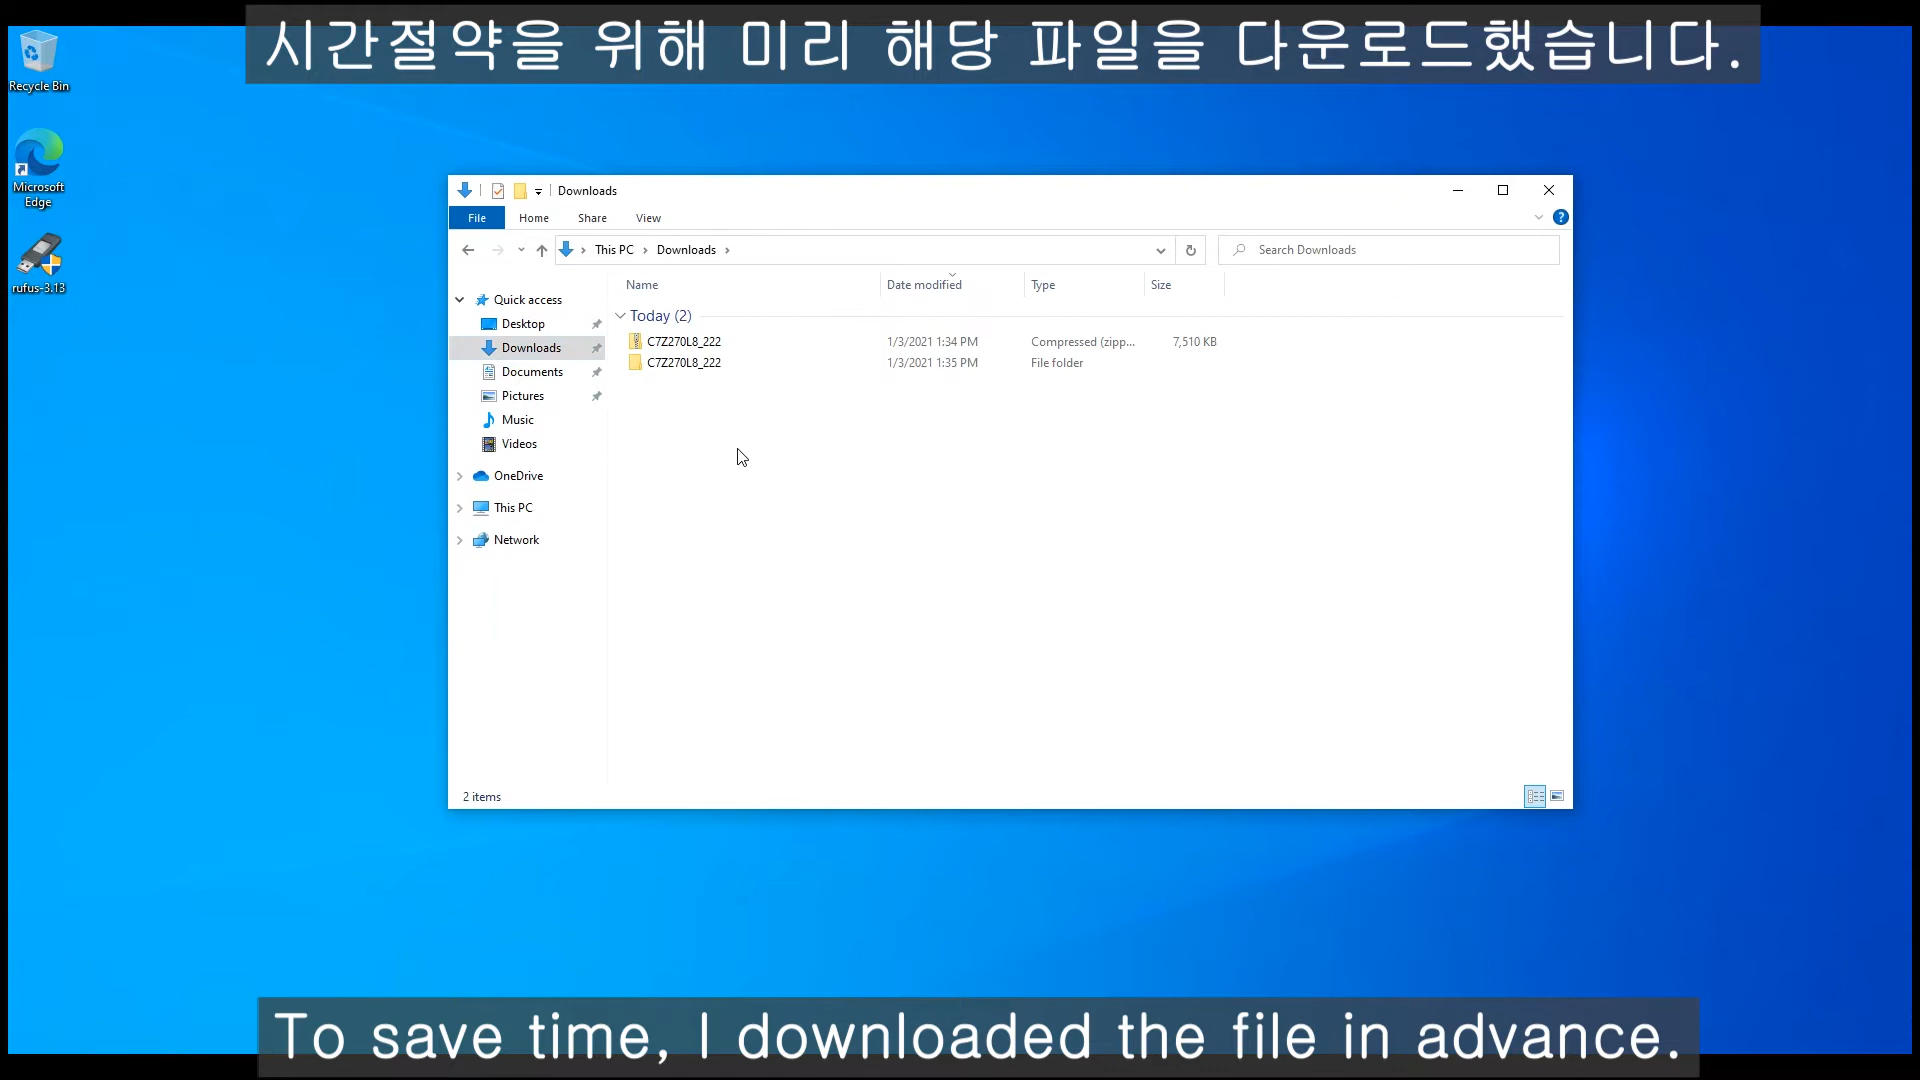 시간절약을 위해 미리 해당 파일을 다운로드했습니다.
Recycle Bin
Microsoft
Edge
rufus-3.13
Downloads
File Home Share View
This PC Downloads
Search Downloads
Name Date modified Type Size
Quick access
Desktop
Downloads
Documents
Pictures
Music
Videos
OneDrive
This PC
Network
Today (2)
C7Z270L8_222 1/3/2021 1:34 PM Compressed (zipp... 7,510 KB
C7Z270L8_222 1/3/2021 1:35 PM File folder
2 items
To save time, I downloaded the file in advance.